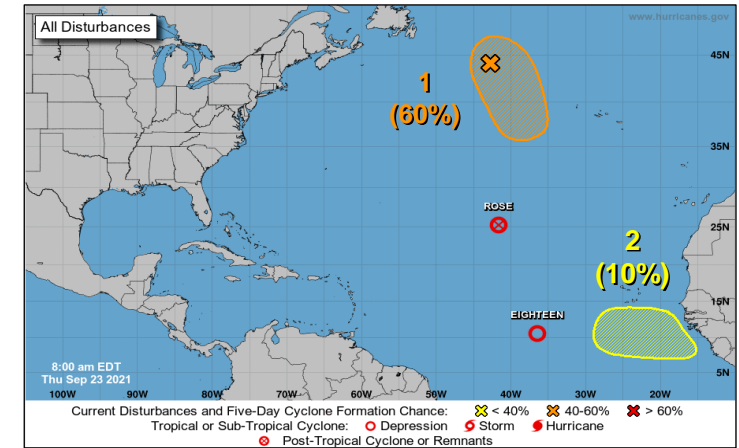 All Disturbances
www.hurricanes.gov
1
(60%)
ROSE
2
(10%)
EIGHTEEN
45N
35N
25N
15N
5N
8:00 am EDT
Thu Sep 23 2021
100W 90W 80W 70W 60W 50W 40W 30W 20W
Current Disturbances and Five-Day Cyclone Formation Chance: < 40% 40-60% > 60%
Tropical or Sub-Tropical Cyclone: Depression Storm Hurricane
Post-Tropical Cyclone or Remnants